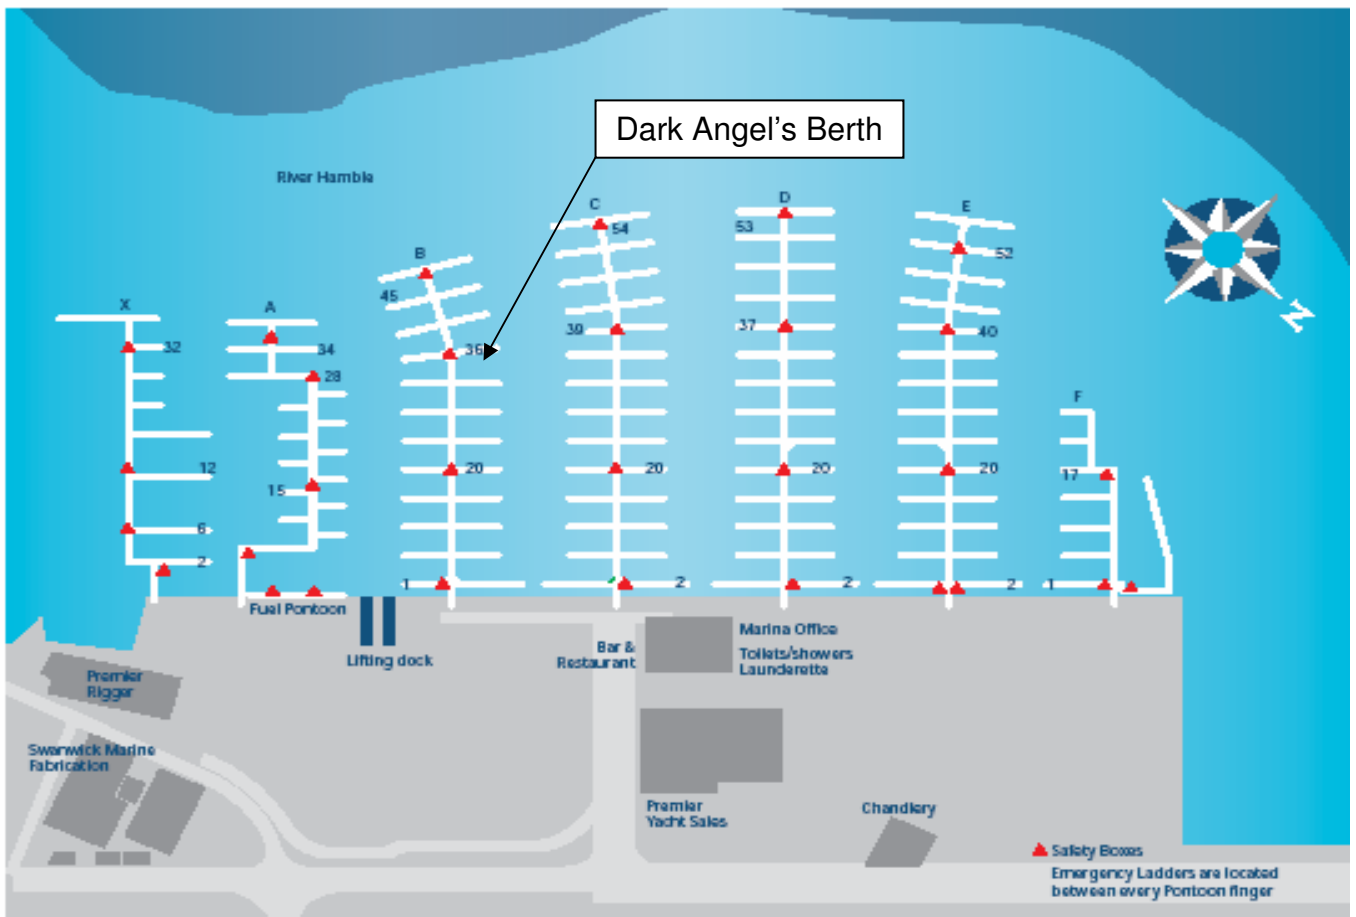 Dark Angel's Berth
River Hamble
C
D
E
54
53
B
52
45
X
A
39
37
40
32
34
36
28
F
12
20
20
20
20
17
15
6
2
1
2
2
2
1
Fuel Pontoon
Lifting dock
Bar &
Restaurant
Marina Office
Toilets/showers
Launderette
Premier
Rigger
Swanwick Marine
Fabrication
Premier
Yacht Sales
Chandlery
Safety Boxes
Emergency Ladders are located
between every Pontoon finger
N